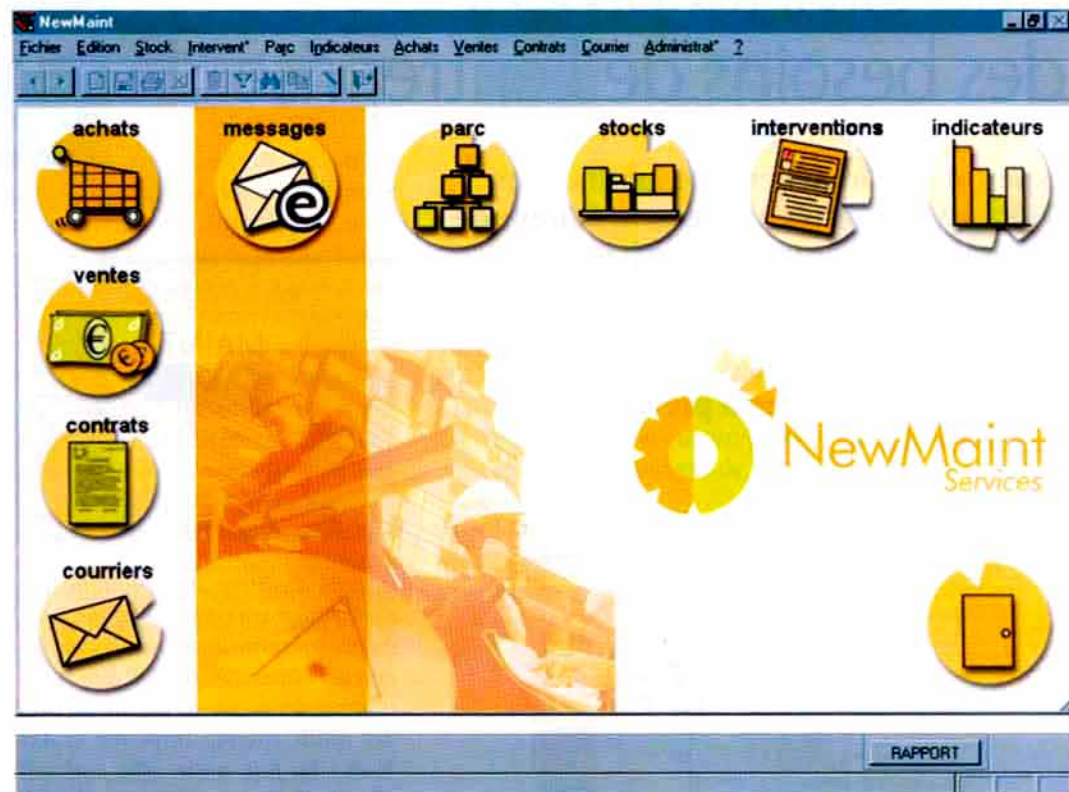 NewMaint
Fichier Edition Stock Intervent° Parc Indicateurs Achats Ventes Contrats Courrier Administrat° ?
achats messages parc stocks interventions indicateurs
ventes
contrats
NewMaint
Services
courriers
RAPPORT